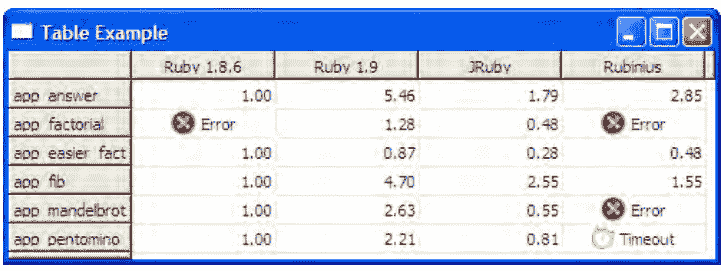 Table Example
Ruby 1.8.6 Ruby 1.9 JRuby Rubinius
app_answer 1.00 5.46 1.79 2.85
app_factorial Error 1.28 0.48 Error
app_easier_fact 1.00 0.87 0.28 0.48
app_fib 1.00 4.70 2.55 1.55
app_mandelbrot 1.00 2.63 0.55 Error
app_pentomino 1.00 2.21 0.81 Timeout